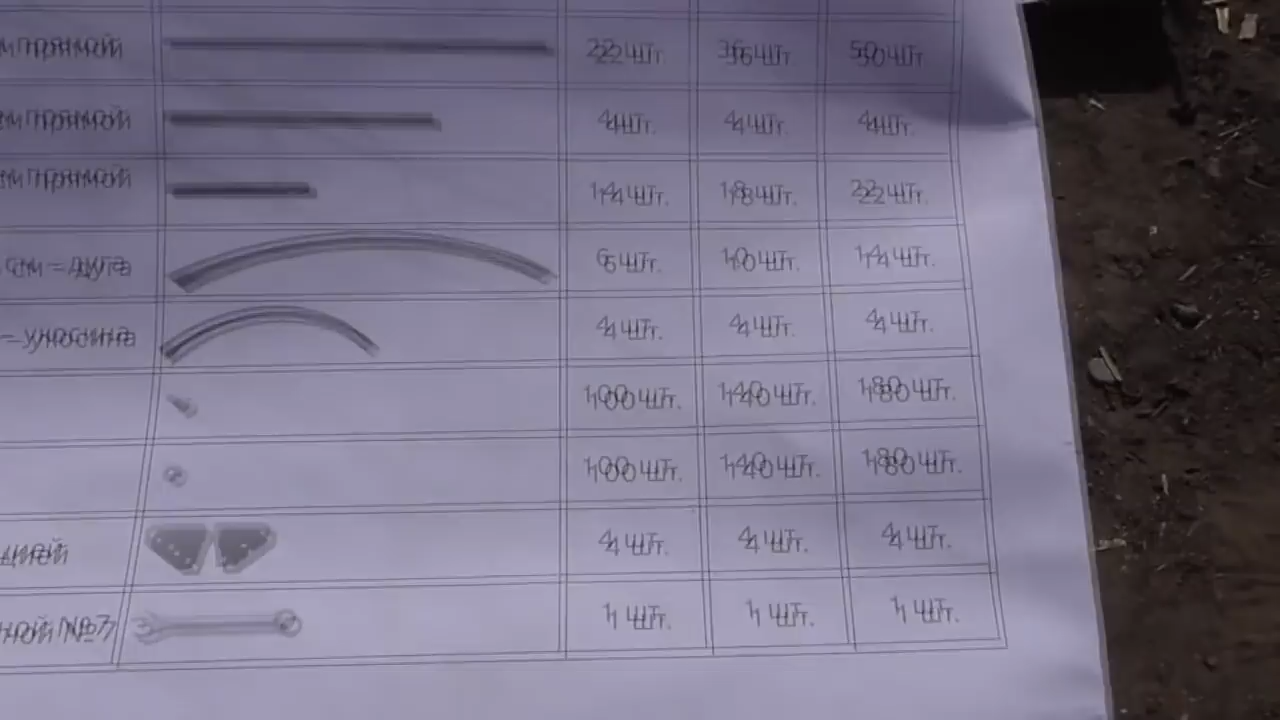 прямой 22 шт. 36 шт. 50 шт.
прямой 4 шт. 4 шт. 4 шт.
прямой 14 шт. 18 шт. 22 шт.
см = дуга 6 шт. 10 шт. 14 шт.
= укосина 4 шт. 4 шт. 4 шт.
100 шт. 140 шт. 180 шт.
100 шт. 140 шт. 180 шт.
4 шт. 4 шт. 4 шт.
ной №7 1 шт. 1 шт. 1 шт.